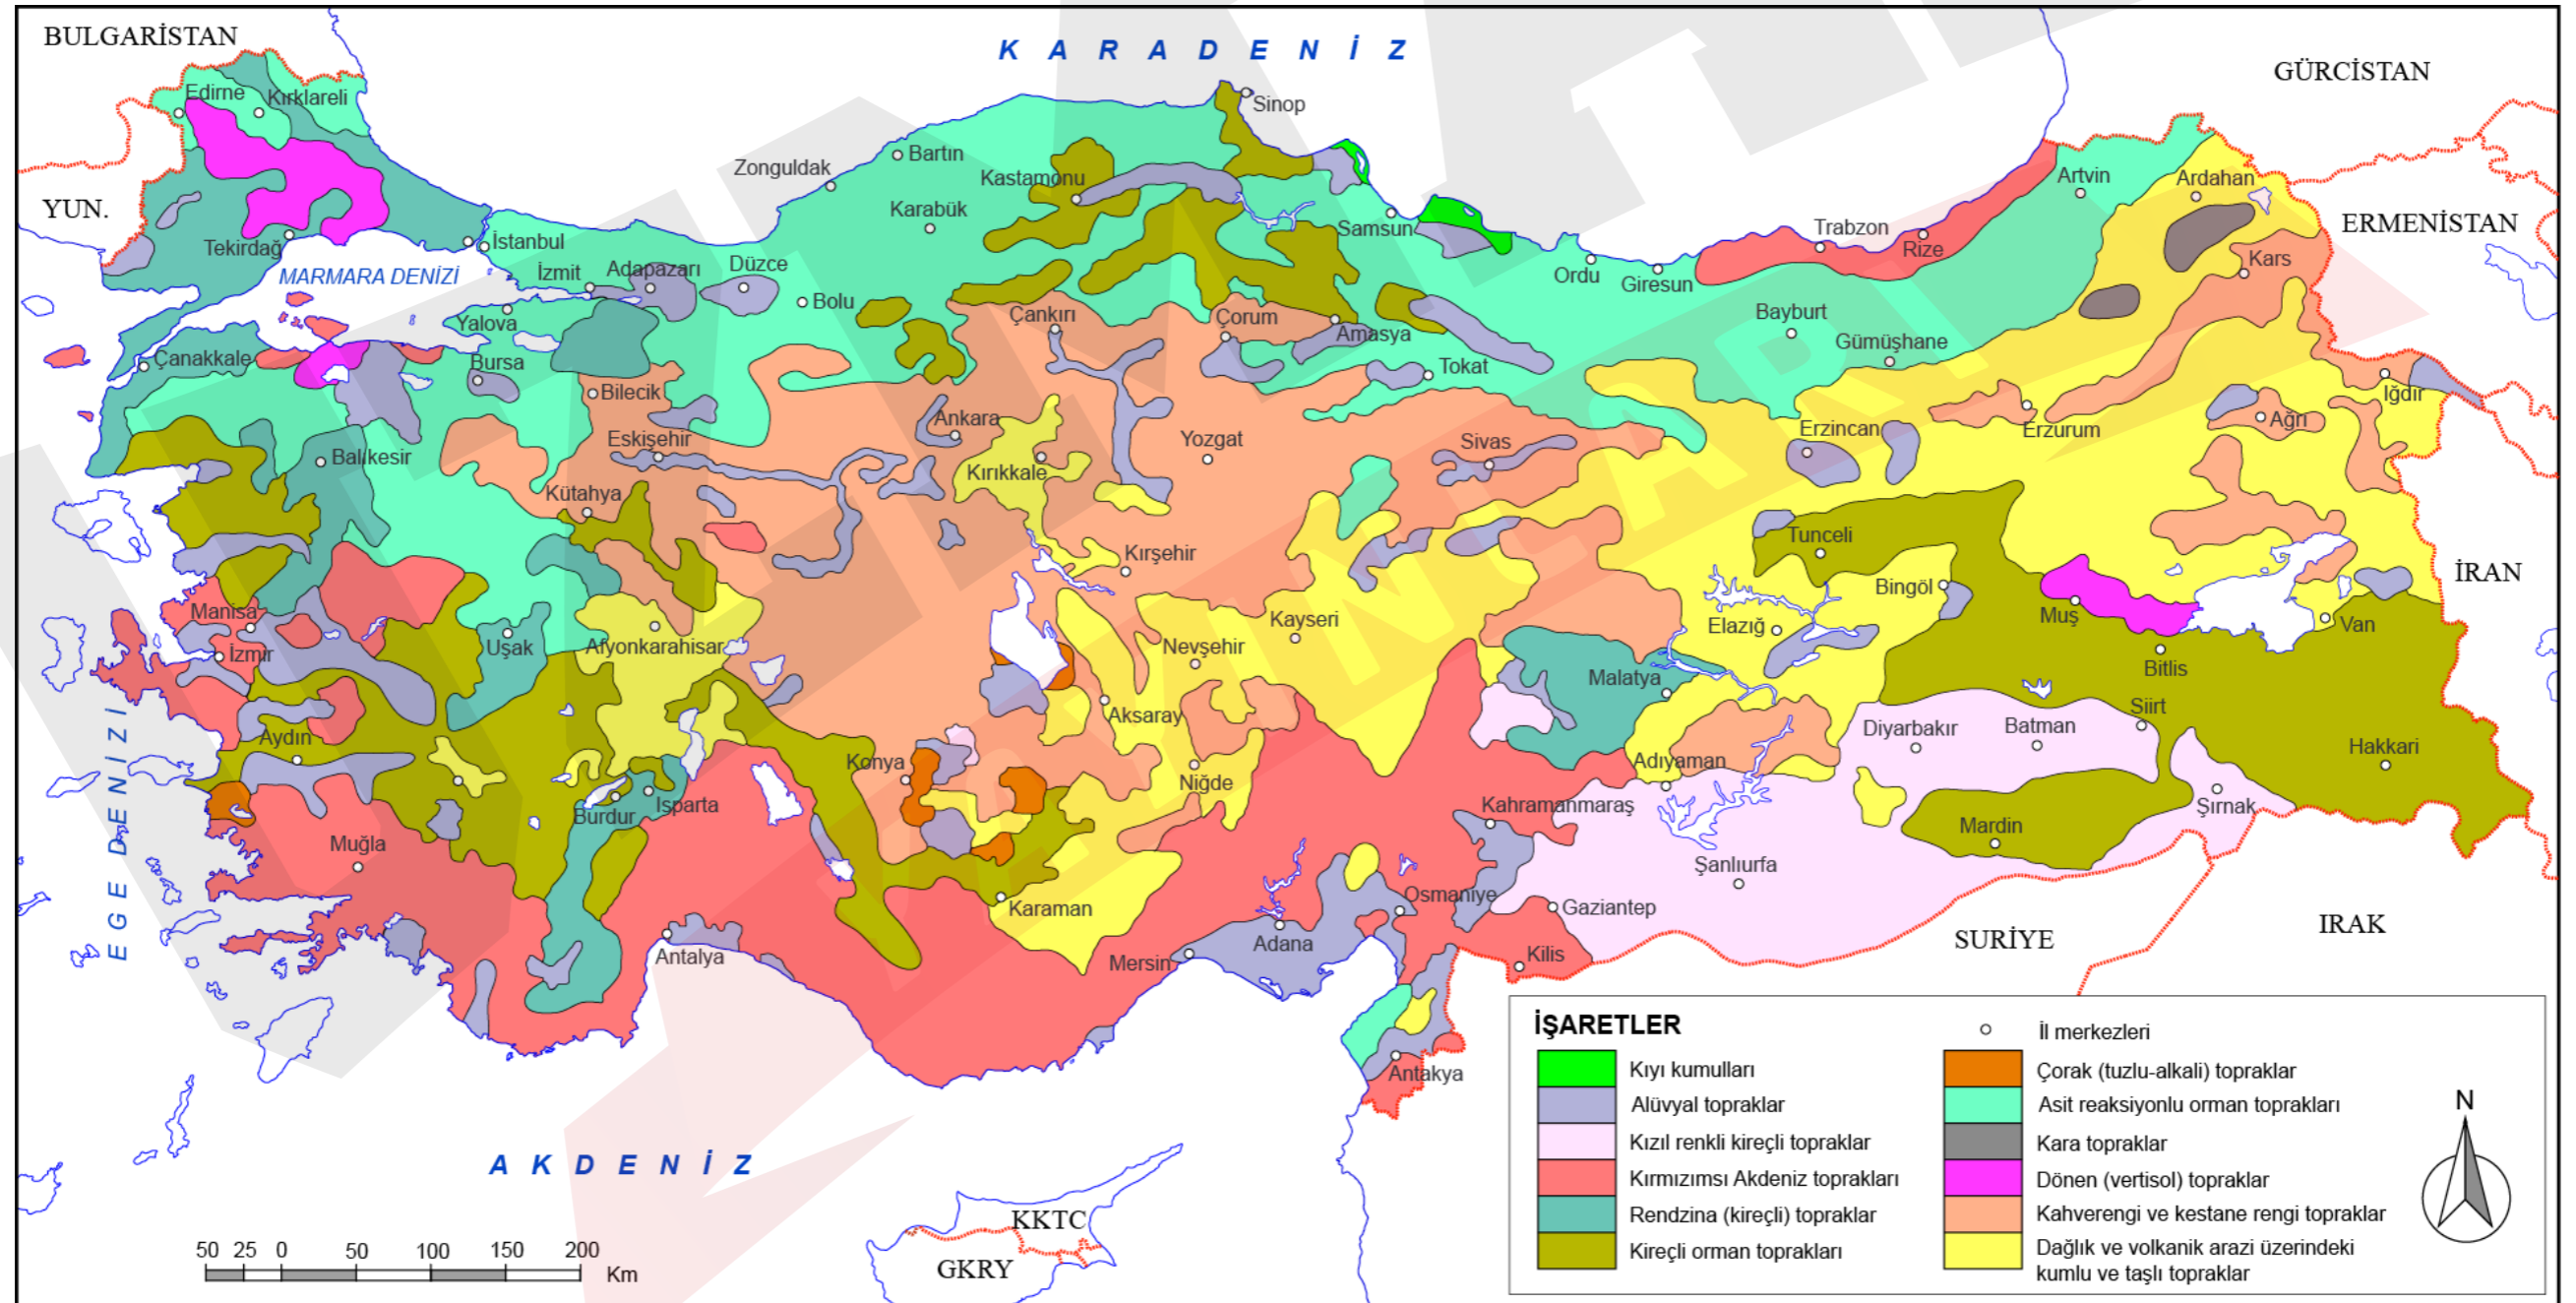 BULGARİSTAN
K A R A D E N İ Z
GÜRCİSTAN
Edirne
Kırklareli
Sinop
YUN.
Zonguldak
Bartın
Kastamonu
Karabük
Samsun
Artvin
Ardahan
ERMENİSTAN
Tekirdağ
İstanbul
Trabzon
Rize
Kars
MARMARA DENİZİ
İzmit
Adapazarı
Düzce
Bolu
Ordu
Giresun
Yalova
Çankırı
Çorum
Amasya
Bayburt
Gümüşhane
Çanakkale
Bursa
Tokat
Bilecik
Iğdır
Ankara
Eskişehir
Yozgat
Sivas
Erzincan
Erzurum
Ağrı
Balıkesir
Kırıkkale
Kütahya
Tunceli
Kırşehir
Bingöl
İRAN
Manisa
Muş
Van
Uşak
Afyonkarahisar
Kayseri
Elazığ
İzmir
Nevşehir
Bitlis
Malatya
Aksaray
Siirt
EGE DENİZİ
Aydın
Diyarbakır
Batman
Hakkari
Konya
Niğde
Adıyaman
Isparta
Burdur
Kahramanmaraş
Şırnak
Mardin
Muğla
Şanlıurfa
Osmaniye
Karaman
Gaziantep
Adana
IRAK
SURİYE
Antalya
Mersin
Kilis
Antakya
A K D E N İ Z
KKTC
GKRY
50 25 0 50 100 150 200
Km
İŞARETLER
Kıyı kumulları
Alüvyal topraklar
Kızıl renkli kireçli topraklar
Kırmızımsı Akdeniz toprakları
Rendzina (kireçli) topraklar
Kireçli orman toprakları
İl merkezleri
Çorak (tuzlu-alkali) topraklar
Asit reaksiyonlu orman toprakları
Kara topraklar
Dönen (vertisol) topraklar
Kahverengi ve kestane rengi topraklar
Dağlık ve volkanik arazi üzerindeki
kumlu ve taşlı topraklar
N